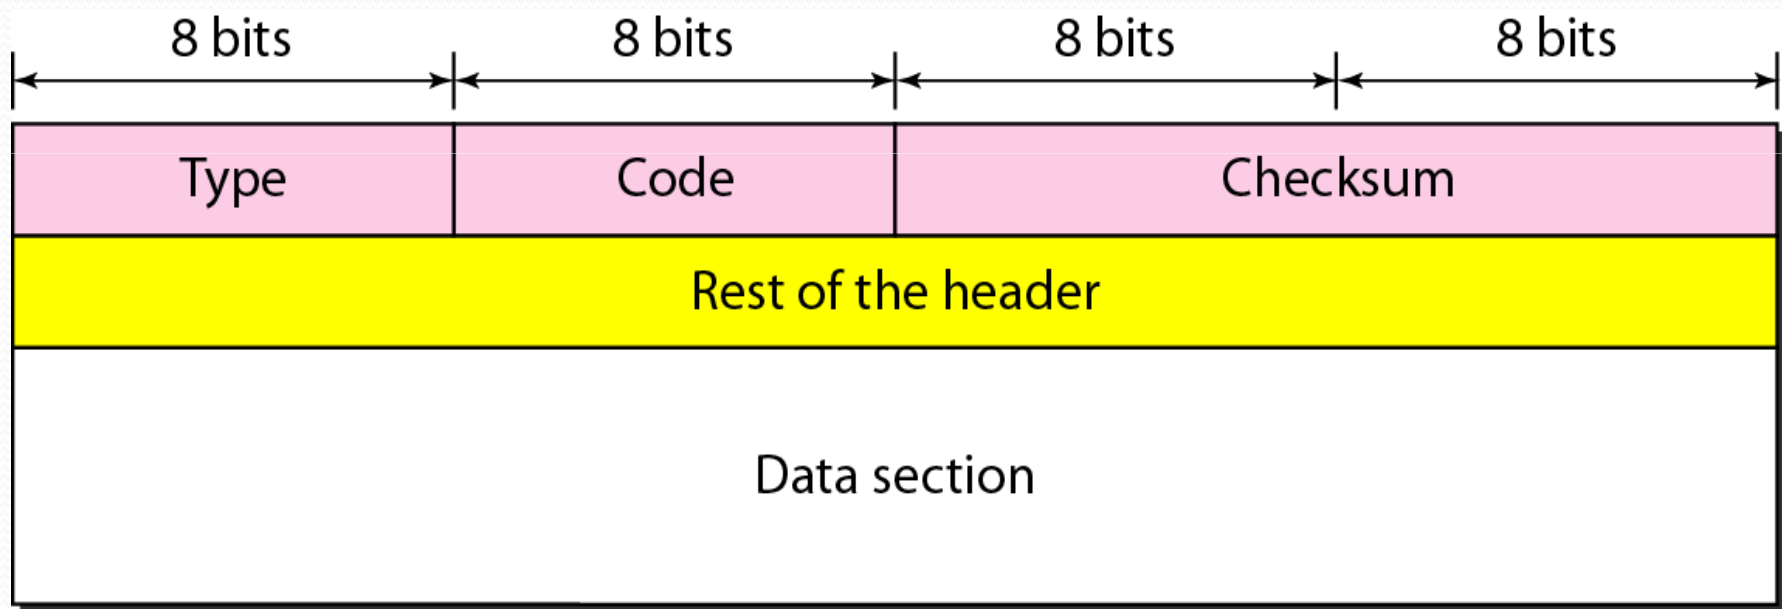 8 bits 8 bits 8 bits 8 bits
Type Code Checksum
Rest of the header
Data section